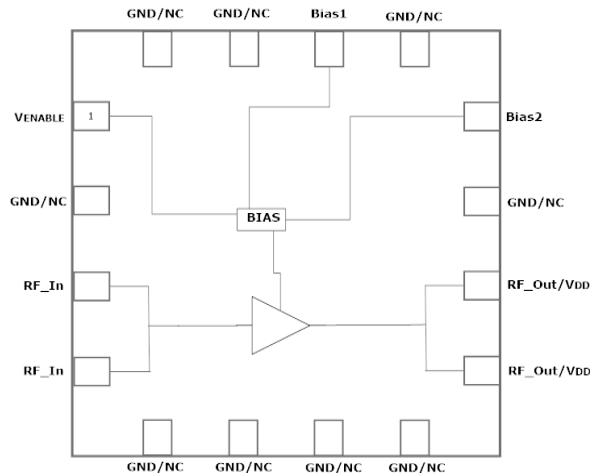 GND/NC GND/NC Bias1 GND/NC
VENABLE 1 Bias2
GND/NC GND/NC
BIAS
RF_In RF_Out/VDD
RF_In RF_Out/VDD
GND/NC GND/NC GND/NC GND/NC